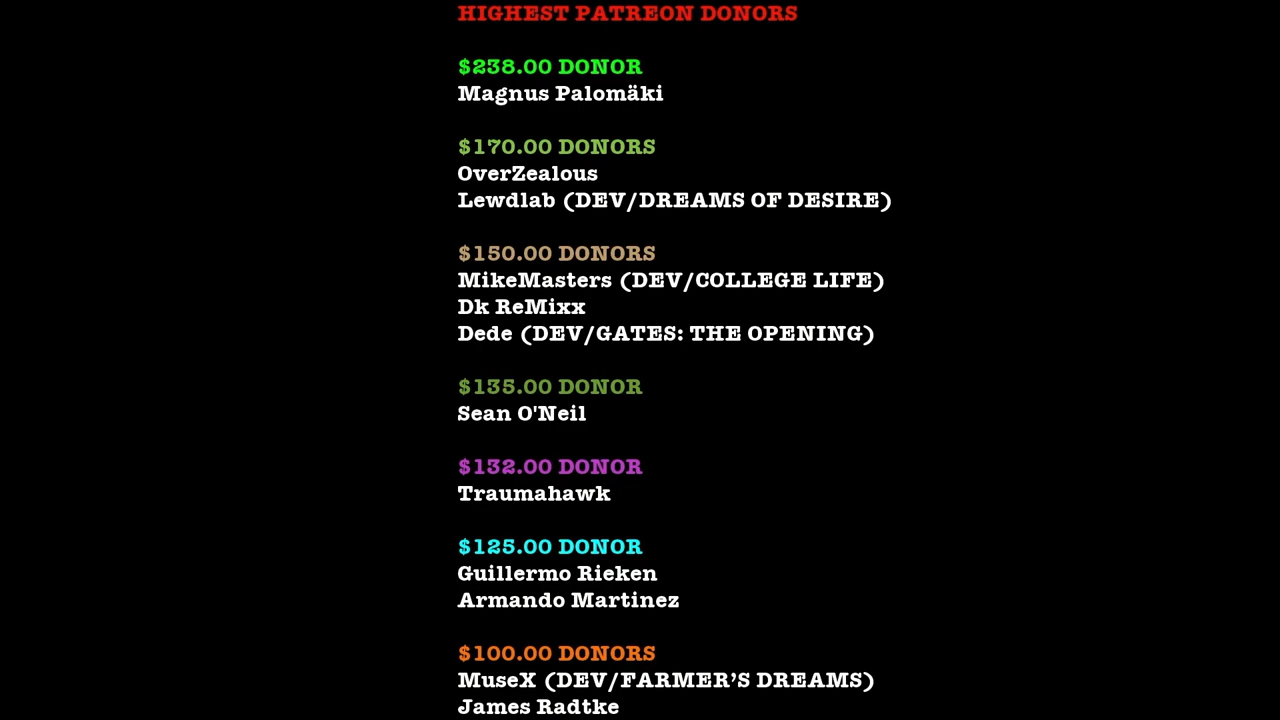 HIGHEST PATREON DONORS
$238.00 DONOR
Magnus Palomäki
$170.00 DONORS
OverZealous
Lewdlab (DEV/DREAMS OF DESIRE)
$150.00 DONORS
MikeMasters (DEV/COLLEGE LIFE)
Dk ReMixx
Dede (DEV/GATES: THE OPENING)
$135.00 DONOR
Sean O'Neil
$132.00 DONOR
Traumahawk
$125.00 DONOR
Guillermo Rieken
Armando Martinez
$100.00 DONORS
MuseX (DEV/FARMER’S DREAMS)
James Radtke